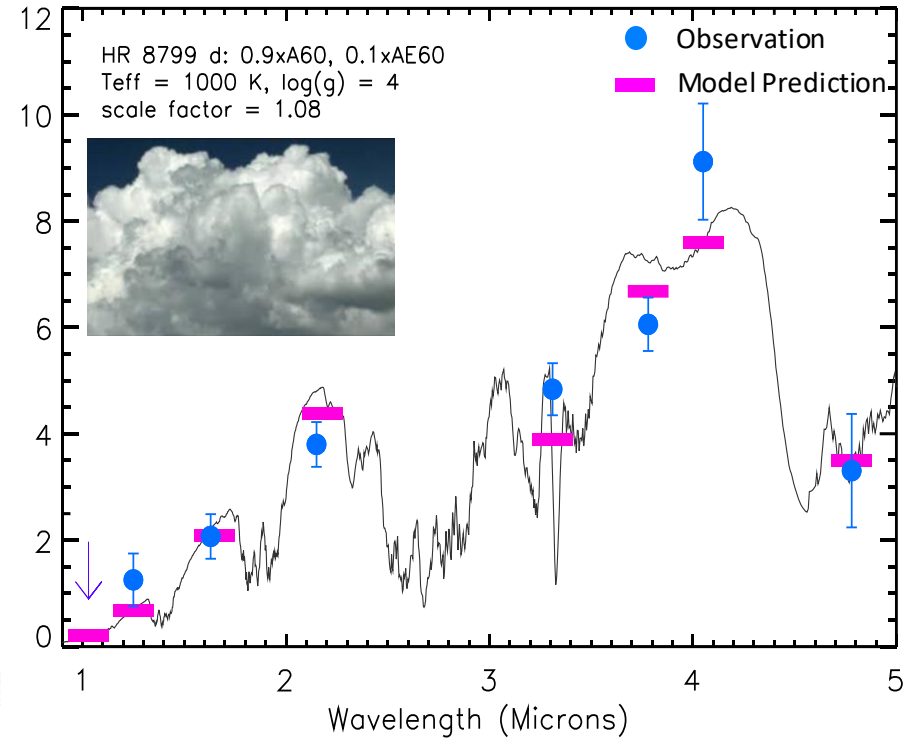 12
10
8
6
4
2
0
HR 8799 d: 0.9xA60, 0.1xAE60
Teff = 1000 K, log(g) = 4
scale factor = 1.08
Observation
Model Prediction
1 2 3 4 5
Wavelength (Microns)